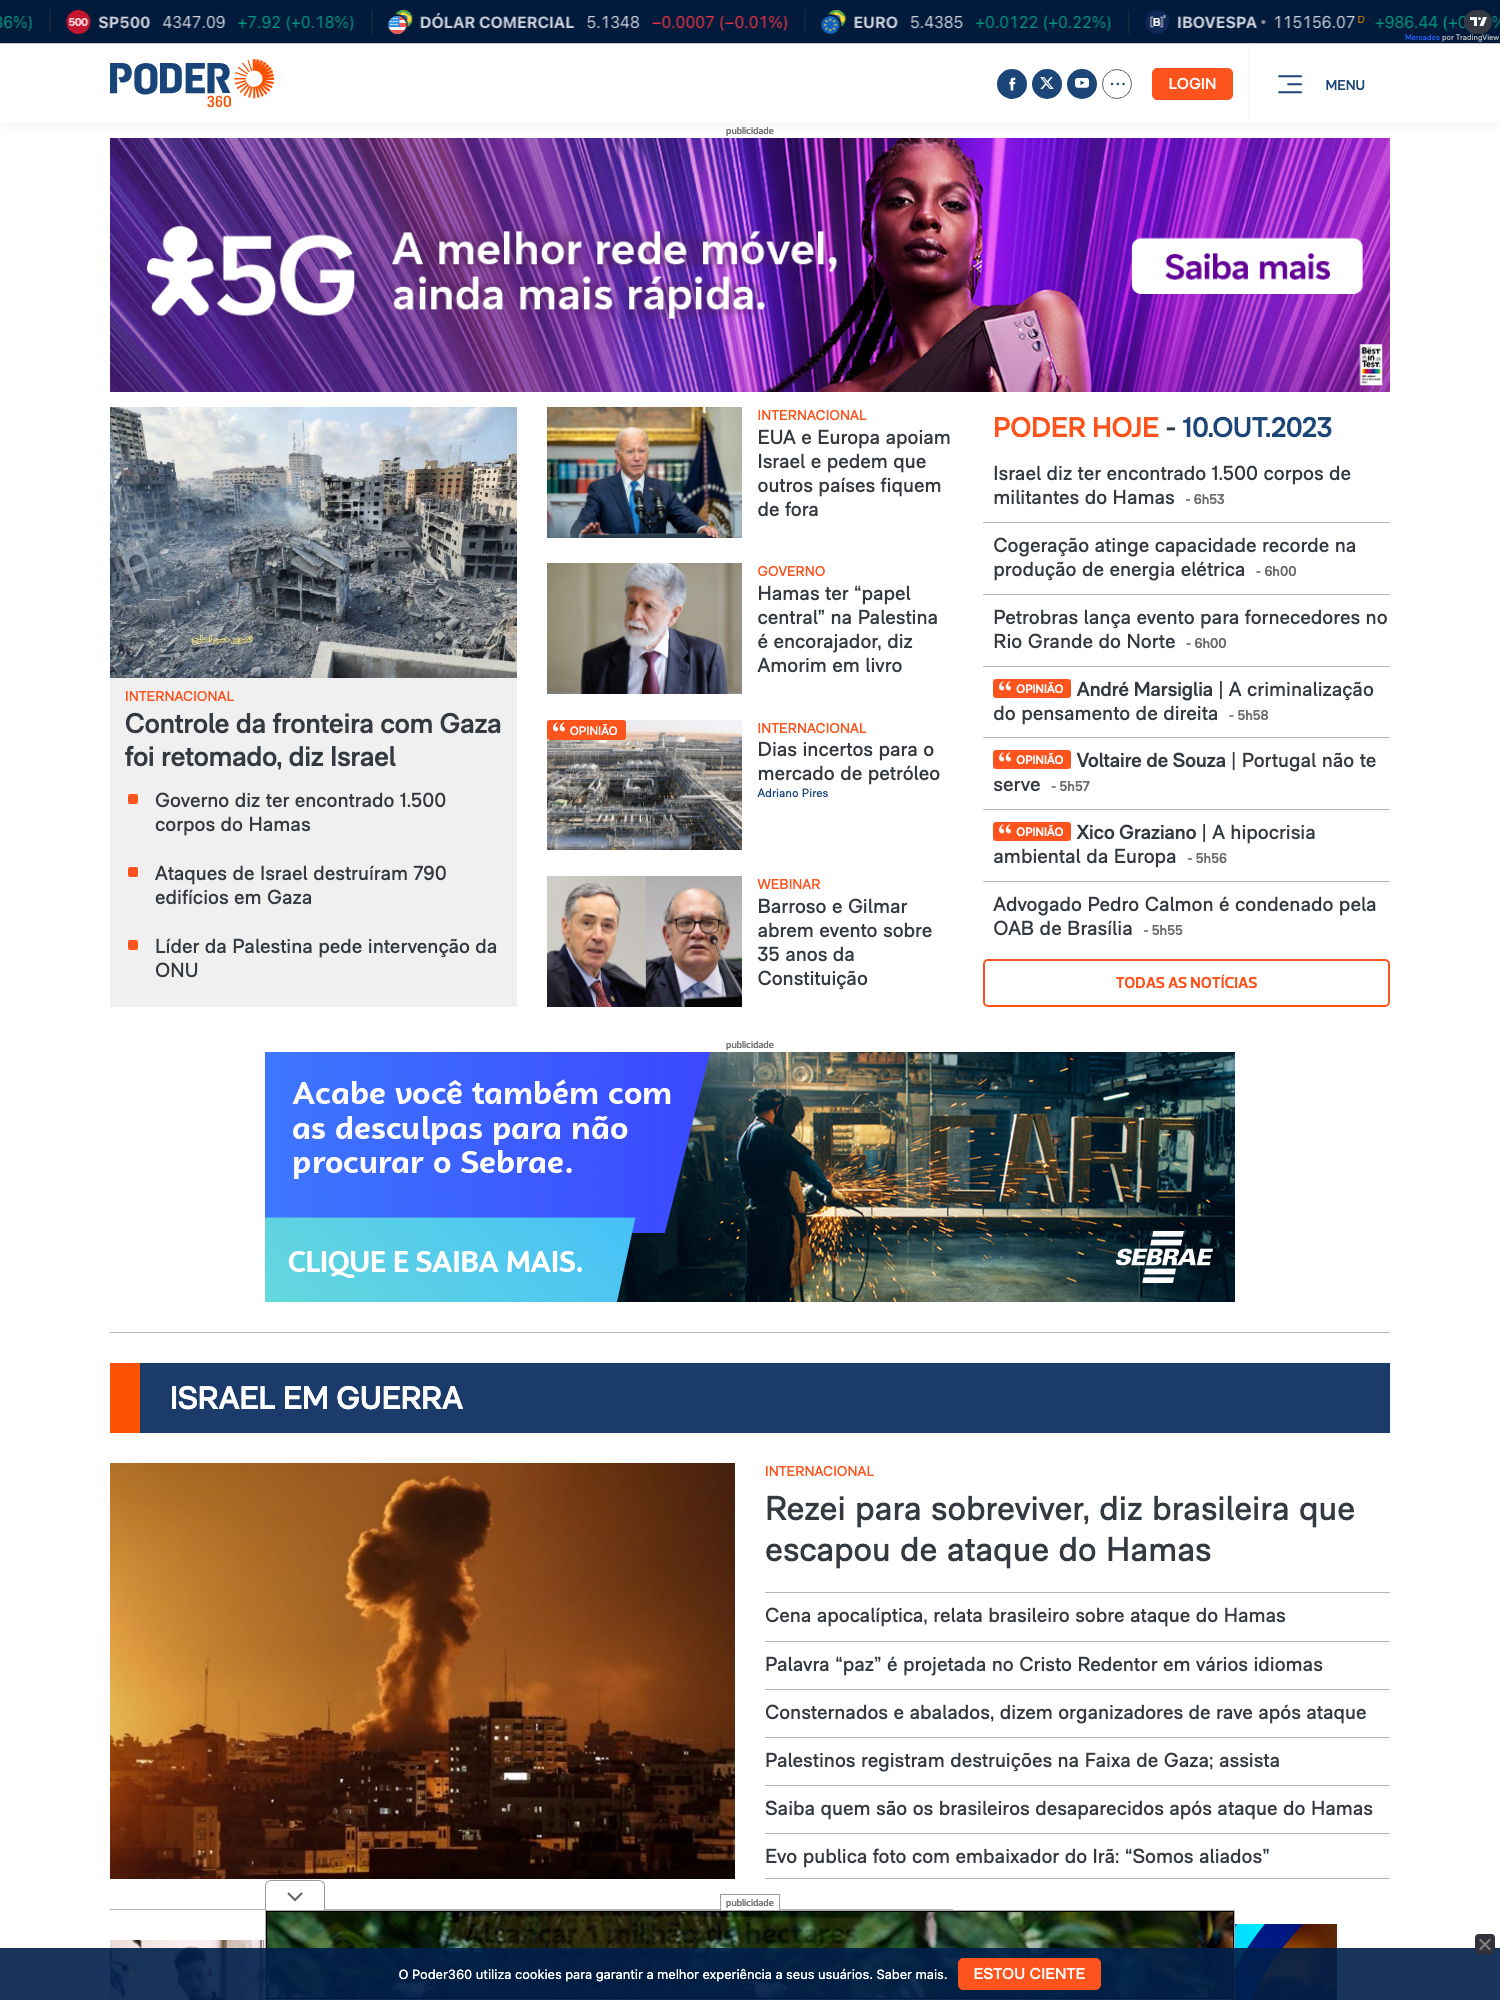 36%)
500 SP500 4347.09 +7.92 (+0.18%)
DÓLAR COMERCIAL 5.1348 −0.0007 (−0.01%)
EURO 5.4385 +0.0122 (+0.22%)
IBOVESPA • 115156.07 D +986.44
Mercados por TradingView
PODER
360
LOGIN
MENU
publicidade
5G
A melhor rede móvel,
ainda mais rápida.
Saiba mais
Best
in
Test.
INTERNACIONAL
Controle da fronteira com Gaza
foi retomado, diz Israel
Governo diz ter encontrado 1.500
corpos do Hamas
Ataques de Israel destruíram 790
edifícios em Gaza
Líder da Palestina pede intervenção da
ONU
INTERNACIONAL
EUA e Europa apoiam
Israel e pedem que
outros países fiquem
de fora
GOVERNO
Hamas ter “papel
central” na Palestina
é encorajador, diz
Amorim em livro
“ OPINIÃO
INTERNACIONAL
Dias incertos para o
mercado de petróleo
Adriano Pires
WEBINAR
Barroso e Gilmar
abrem evento sobre
35 anos da
Constituição
PODER HOJE - 10.OUT.2023
Israel diz ter encontrado 1.500 corpos de
militantes do Hamas - 6h53
Cogeração atinge capacidade recorde na
produção de energia elétrica - 6h00
Petrobras lança evento para fornecedores no
Rio Grande do Norte - 6h00
“ OPINIÃO André Marsiglia | A criminalização
do pensamento de direita - 5h58
“ OPINIÃO Voltaire de Souza | Portugal não te
serve - 5h57
“ OPINIÃO Xico Graziano | A hipocrisia
ambiental da Europa - 5h56
Advogado Pedro Calmon é condenado pela
OAB de Brasília - 5h55
TODAS AS NOTÍCIAS
publicidade
Acabe você também com
as desculpas para não
procurar o Sebrae.
CLIQUE E SAIBA MAIS.
SEBRAE
ISRAEL EM GUERRA
INTERNACIONAL
Rezei para sobreviver, diz brasileira que
escapou de ataque do Hamas
Cena apocalíptica, relata brasileiro sobre ataque do Hamas
Palavra “paz” é projetada no Cristo Redentor em vários idiomas
Consternados e abalados, dizem organizadores de rave após ataque
Palestinos registram destruições na Faixa de Gaza; assista
Saiba quem são os brasileiros desaparecidos após ataque do Hamas
Evo publica foto com embaixador do Irã: “Somos aliados”
publicidade
1 milhão de hectares
O Poder360 utiliza cookies para garantir a melhor experiência a seus usuários. Saber mais.
ESTOU CIENTE